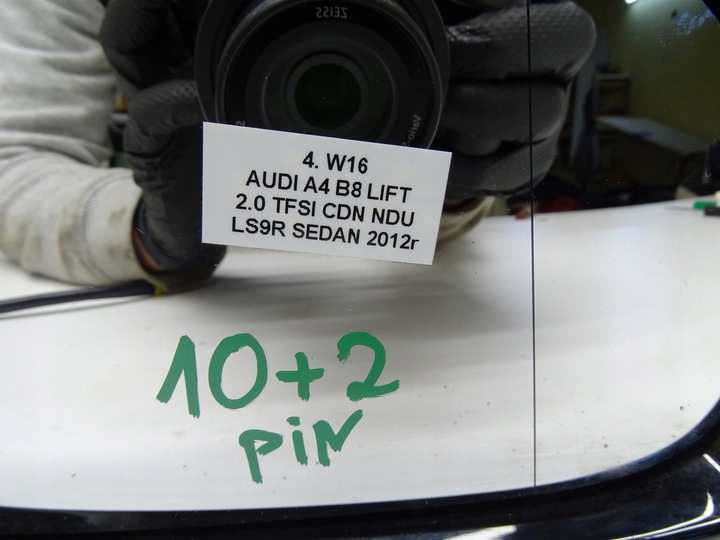 ZEISS
4. W16
AUDI A4 B8 LIFT
2.0 TFSI CDN NDU
LS9R SEDAN 2012r
10+2
PiN